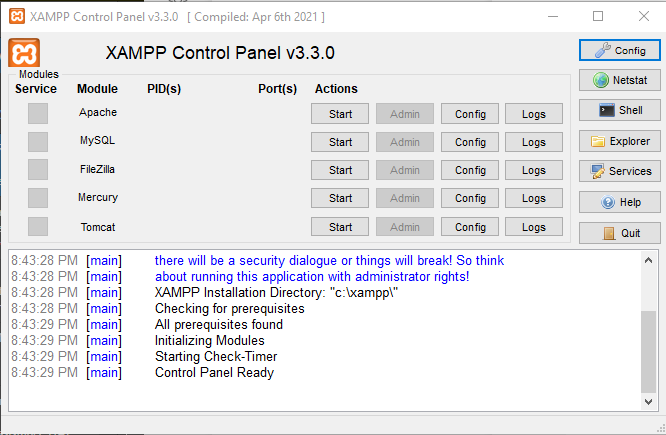 XAMPP Control Panel v3.3.0 [ Compiled: Apr 6th 2021 ]
XAMPP Control Panel v3.3.0
Config
Modules
Service Module PID(s) Port(s) Actions
Netstat
Apache Start Admin Config Logs
Shell
MySQL Start Admin Config Logs
Explorer
FileZilla Start Admin Config Logs
Services
Mercury Start Admin Config Logs
Help
Tomcat Start Admin Config Logs
Quit
8:43:28 PM [main] there will be a security dialogue or things will break! So think
8:43:28 PM [main] about running this application with administrator rights!
8:43:28 PM [main] XAMPP Installation Directory: "c:\xampp\"
8:43:28 PM [main] Checking for prerequisites
8:43:29 PM [main] All prerequisites found
8:43:29 PM [main] Initializing Modules
8:43:29 PM [main] Starting Check-Timer
8:43:29 PM [main] Control Panel Ready